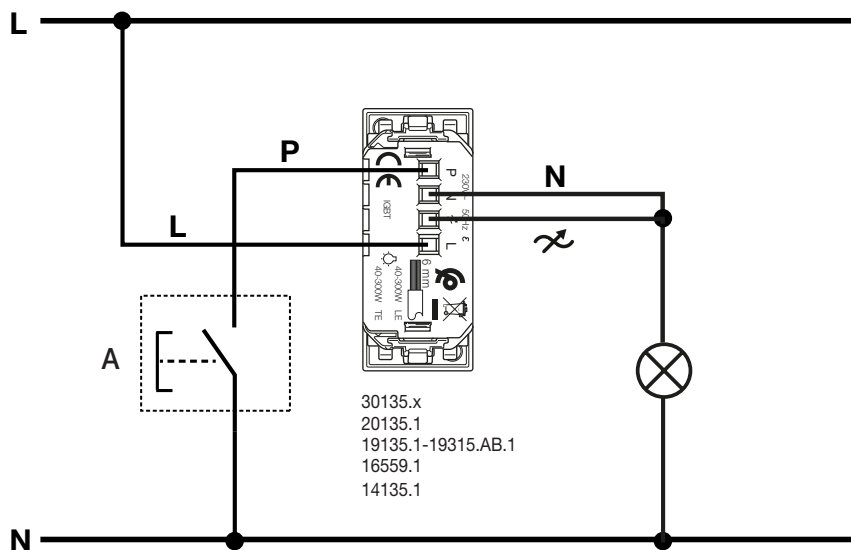 L
P
N
L
P
N
L
230V~ 50Hz
IGBT
6 mm
40-300W LE
40-300W TE
A
30135.x
20135.1
19135.1-19315.AB.1
16559.1
14135.1
N